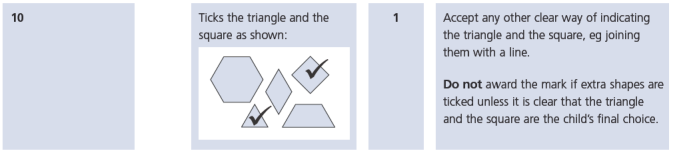 10
Ticks the triangle and the
square as shown:
1
Accept any other clear way of indicating
the triangle and the square, eg joining
them with a line.
Do not award the mark if extra shapes are
ticked unless it is clear that the triangle
and the square are the child's final choice.